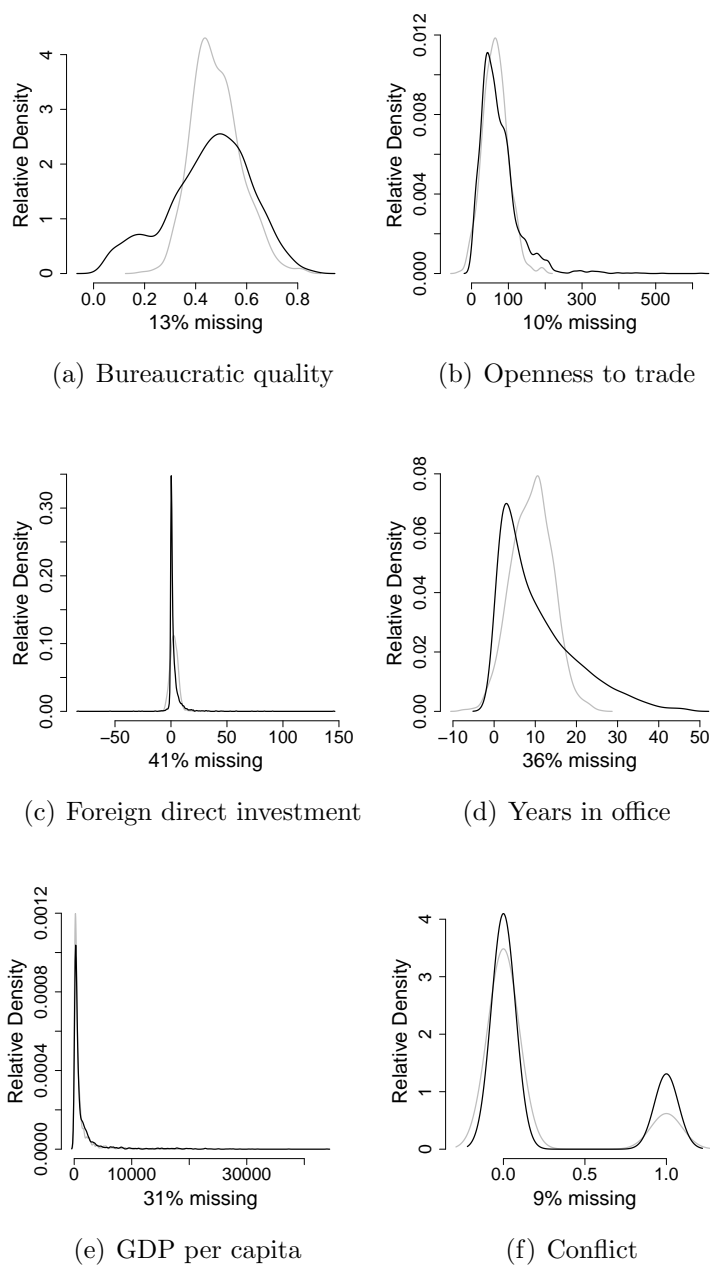 Relative Density
0 1 2 3 4
0.0 0.2 0.4 0.6 0.8
13% missing
(a) Bureaucratic quality
Relative Density
0.000 0.004 0.008 0.012
0 100 300 500
10% missing
(b) Openness to trade
Relative Density
0.00 0.10 0.20 0.30
−50 0 50 100 150
41% missing
(c) Foreign direct investment
Relative Density
0.00 0.02 0.04 0.06 0.08
−10 0 10 20 30 40 50
36% missing
(d) Years in office
Relative Density
0.0000 0.0004 0.0008 0.0012
0 10000 30000
31% missing
(e) GDP per capita
Relative Density
0 1 2 3 4
0.0 0.5 1.0
9% missing
(f) Conflict